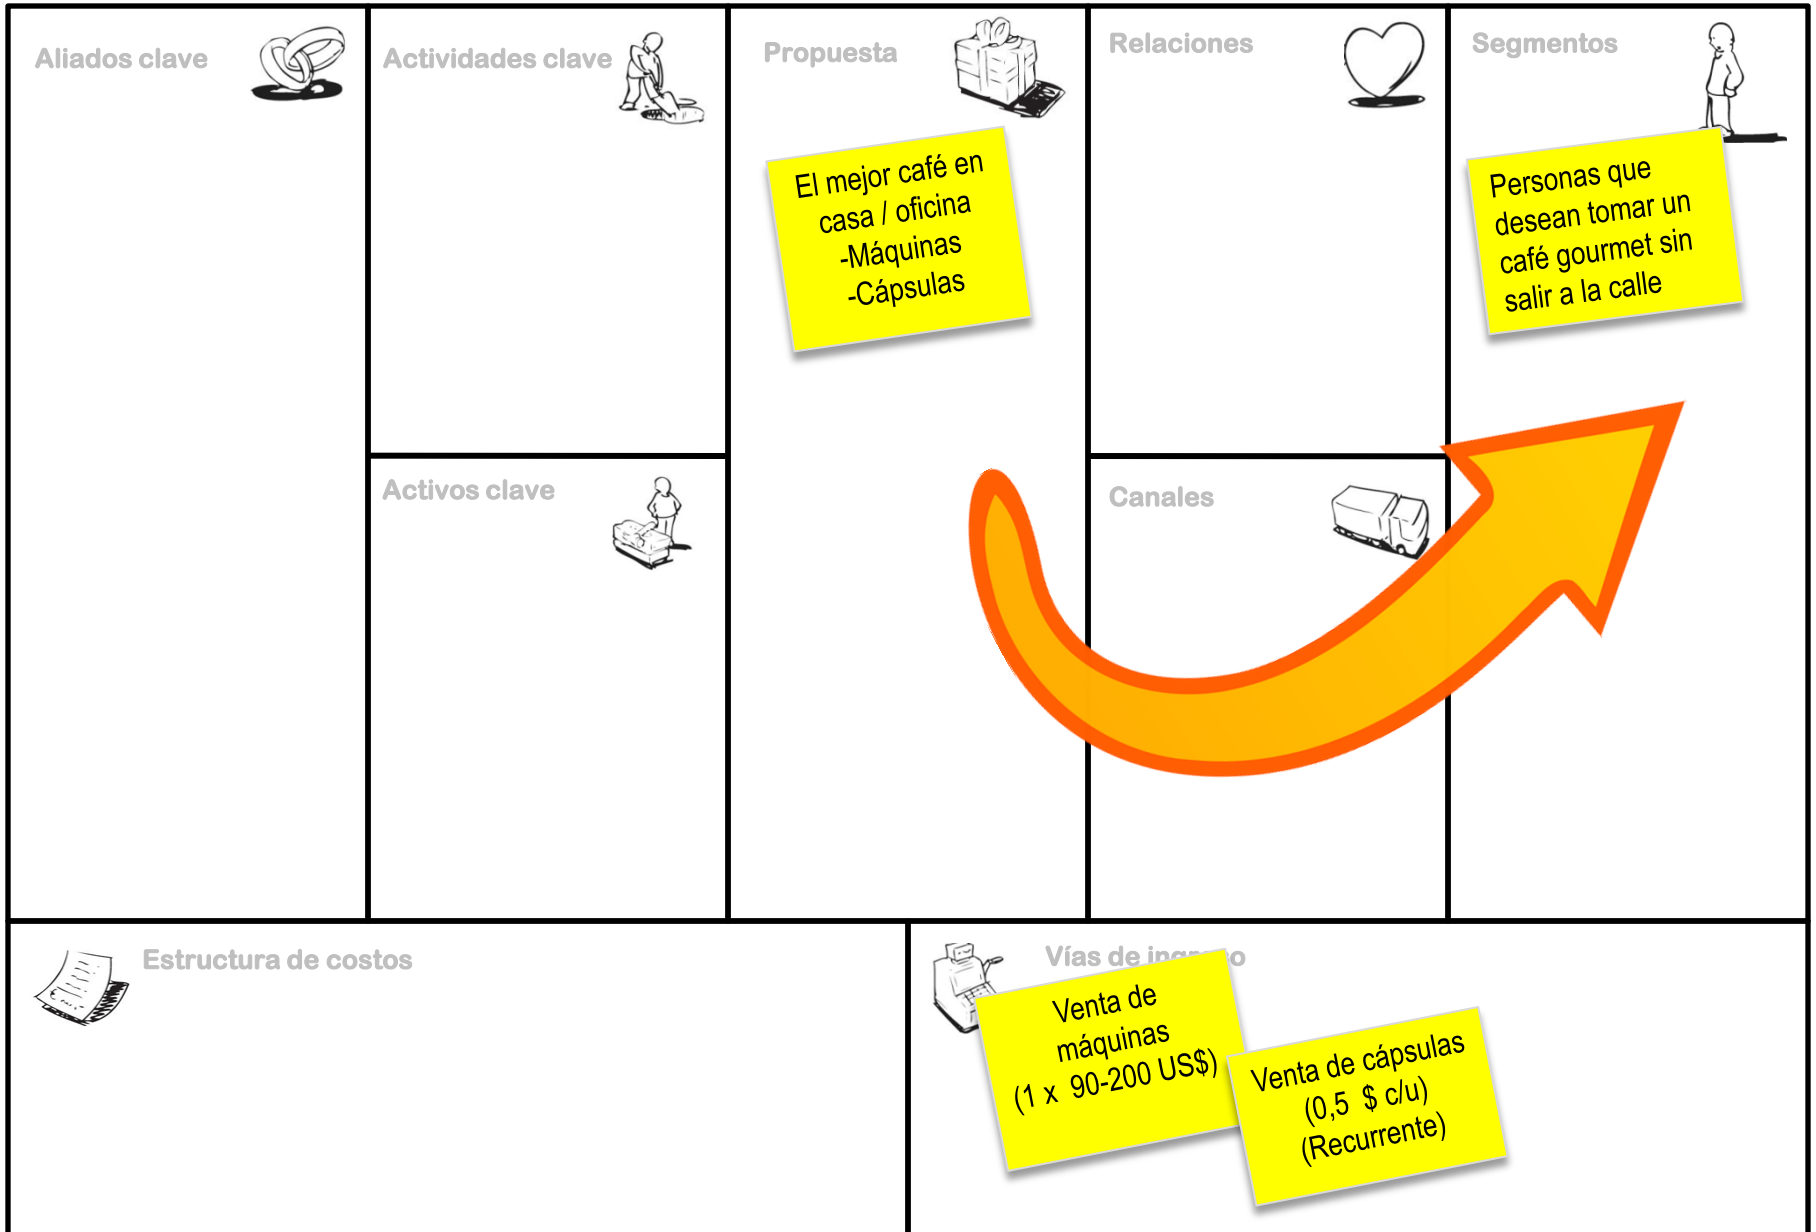 Aliados clave
Actividades clave
Propuesta
Relaciones
Segmentos
El mejor café en
casa / oficina
-Máquinas
-Cápsulas
Personas que
desean tomar un
café gourmet sin
salir a la calle
Activos clave
Canales
Estructura de costos
Vías de ingreso
Venta de
máquinas
(1 x 90-200 US$)
Venta de cápsulas
(0,5 $ c/u)
(Recurrente)